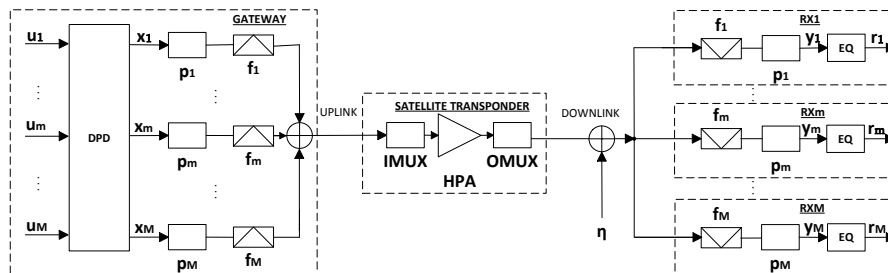 GATEWAY
u1
x1
p1
f1
um
DPD
xm
pm
fm
uM
xM
pM
fM
UPLINK
SATELLITE TRANSPONDER
IMUX
OMUX
HPA
DOWNLINK
η
RX1
f1
p1
y1
EQ
r1
RXm
fm
pm
ym
EQ
rm
RXM
fM
pM
yM
EQ
rM